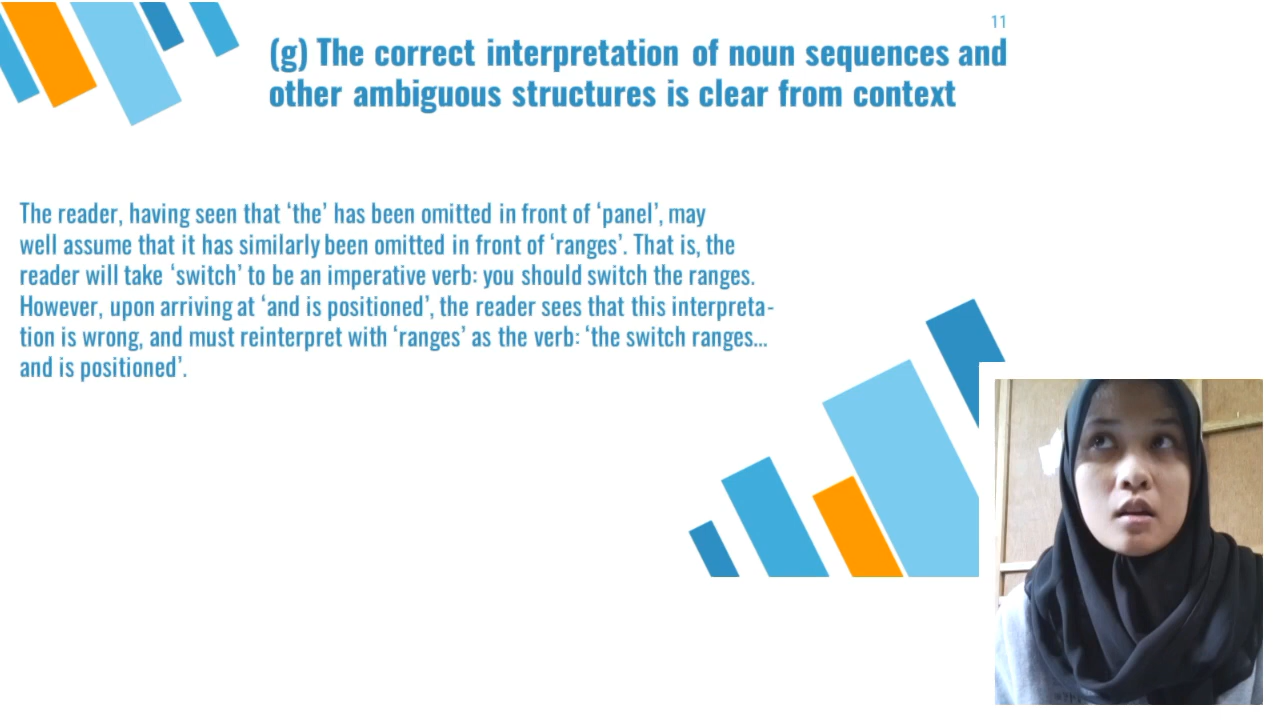 11
(g) The correct interpretation of noun sequences and
other ambiguous structures is clear from context
The reader, having seen that ‘the’ has been omitted in front of ‘panel’, may
well assume that it has similarly been omitted in front of ‘ranges’. That is, the
reader will take ‘switch’ to be an imperative verb: you should switch the ranges.
However, upon arriving at ‘and is positioned’, the reader sees that this interpreta-
tion is wrong, and must reinterpret with ‘ranges’ as the verb: ‘the switch ranges...
and is positioned’.